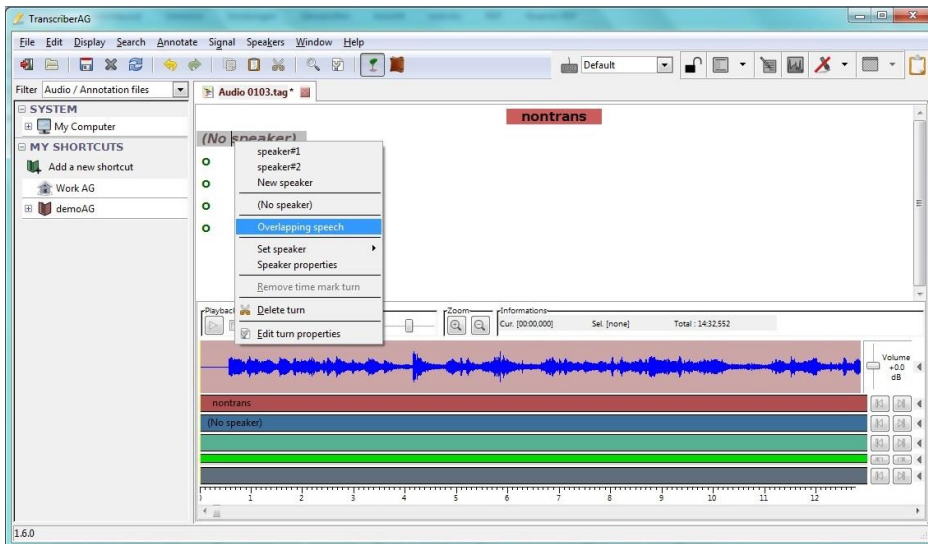 TranscriberAG
File Edit Display Search Annotate Signal Speakers Window Help
Default
Filter Audio / Annotation files
Audio 0103.tag*
SYSTEM
My Computer
MY SHORTCUTS
Add a new shortcut
Work AG
demoAG
nontrans
(No speaker)
speaker#1
speaker#2
New speaker
(No speaker)
Overlapping speech
Set speaker
Speaker properties
Remove time mark turn
Delete turn
Edit turn properties
Zoom
Informations
Cur. [00:00.000] Sel. [none] Total : 14:32.552
Volume
+0.0
dB
nontrans
(No speaker)
1 2 3 4 5 6 7 8 9 10 11 12
1.6.0